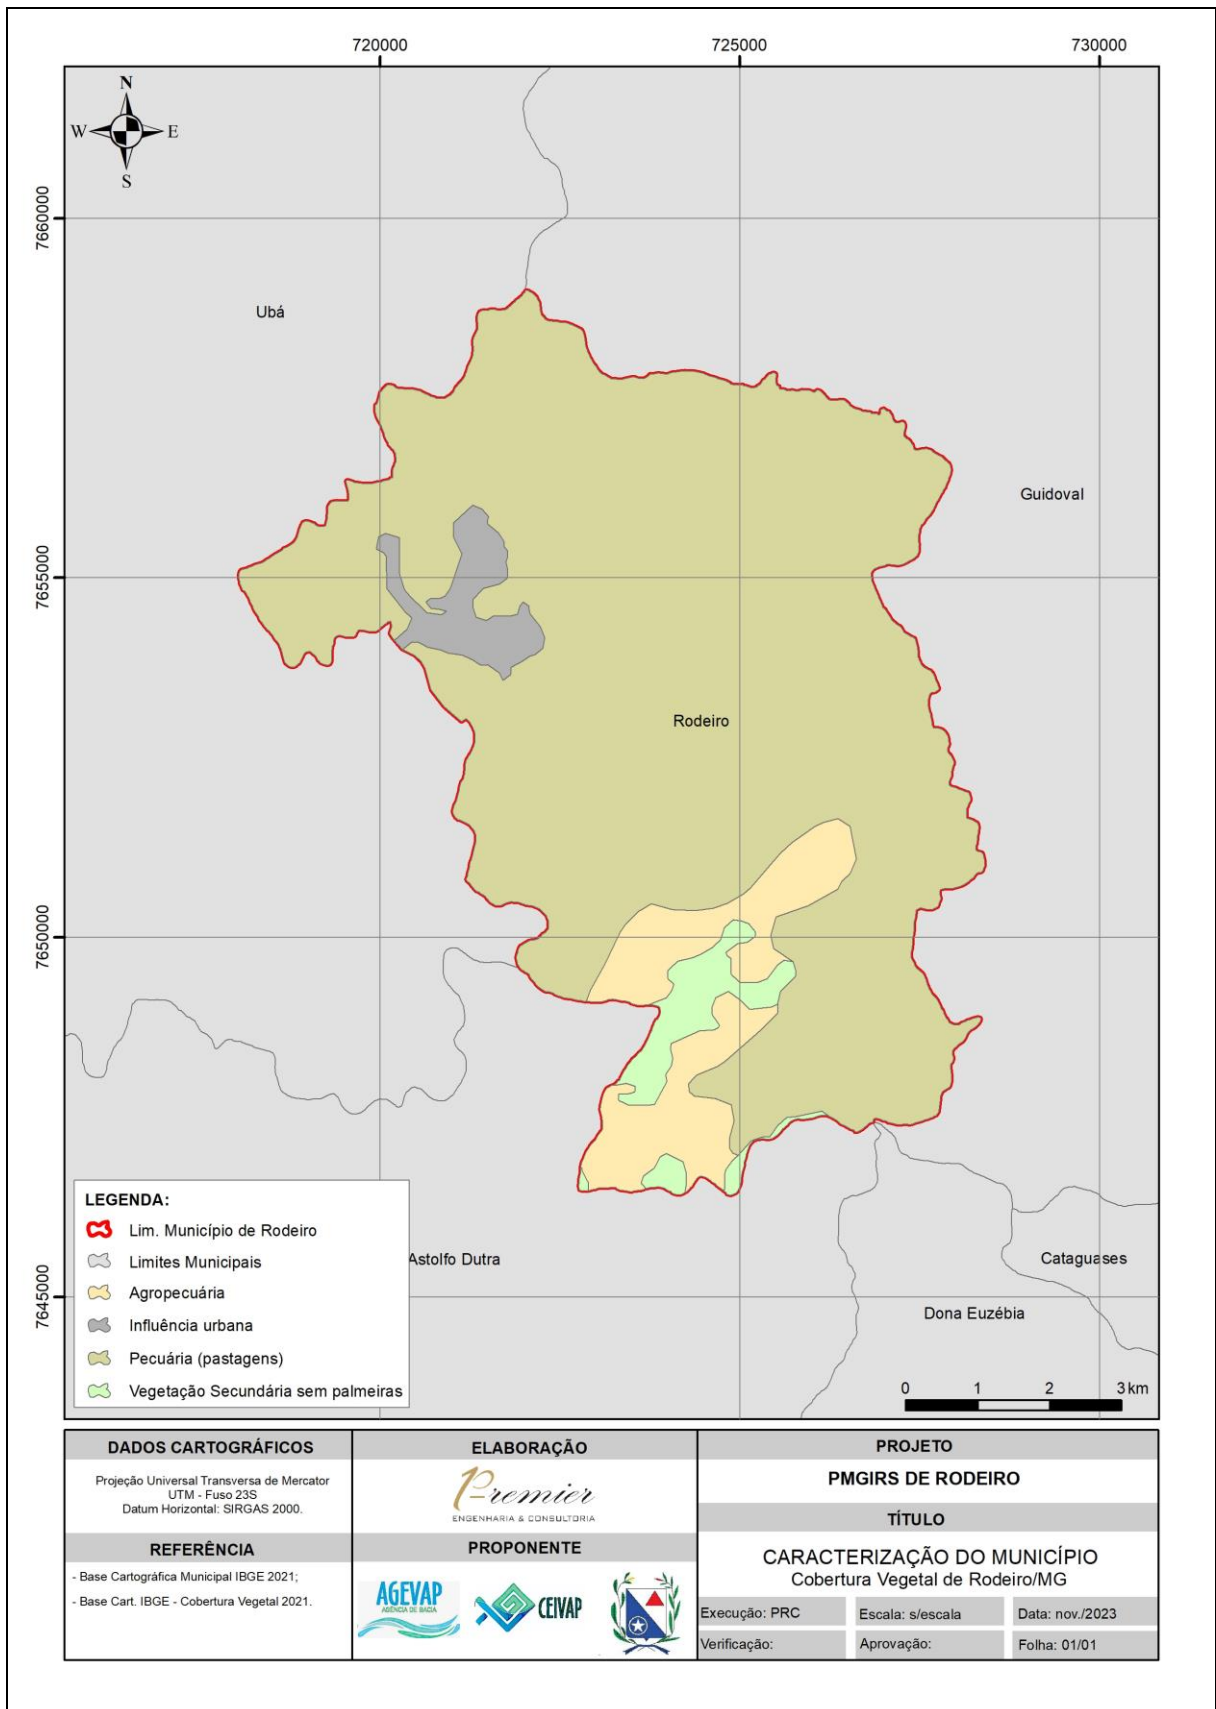 720000
725000
730000
N
W
E
S
7660000
Ubá
Guidoval
7655000
Rodeiro
7650000
LEGENDA:
Lim. Município de Rodeiro
Limites Municipais
Agropecuária
Influência urbana
Pecuária (pastagens)
Vegetação Secundária sem palmeiras
Astolfo Dutra
Cataguases
7645000
Dona Euzébia
0 1 2 3 km
DADOS CARTOGRÁFICOS
Projeção Universal Transversa de Mercator
UTM - Fuso 23S
Datum Horizontal: SIRGAS 2000.
REFERÊNCIA
- Base Cartográfica Municipal IBGE 2021;
- Base Cart. IBGE - Cobertura Vegetal 2021.
ELABORAÇÃO
Premier
ENGENHARIA & CONSULTORIA
PROPONENTE
AGEVAP
AGÊNCIA DE BACIA
CEIVAP
PROJETO
PMGIRS DE RODEIRO
TÍTULO
CARACTERIZAÇÃO DO MUNICÍPIO
Cobertura Vegetal de Rodeiro/MG
Execução: PRC
Escala: s/escala
Data: nov./2023
Verificação:
Aprovação:
Folha: 01/01